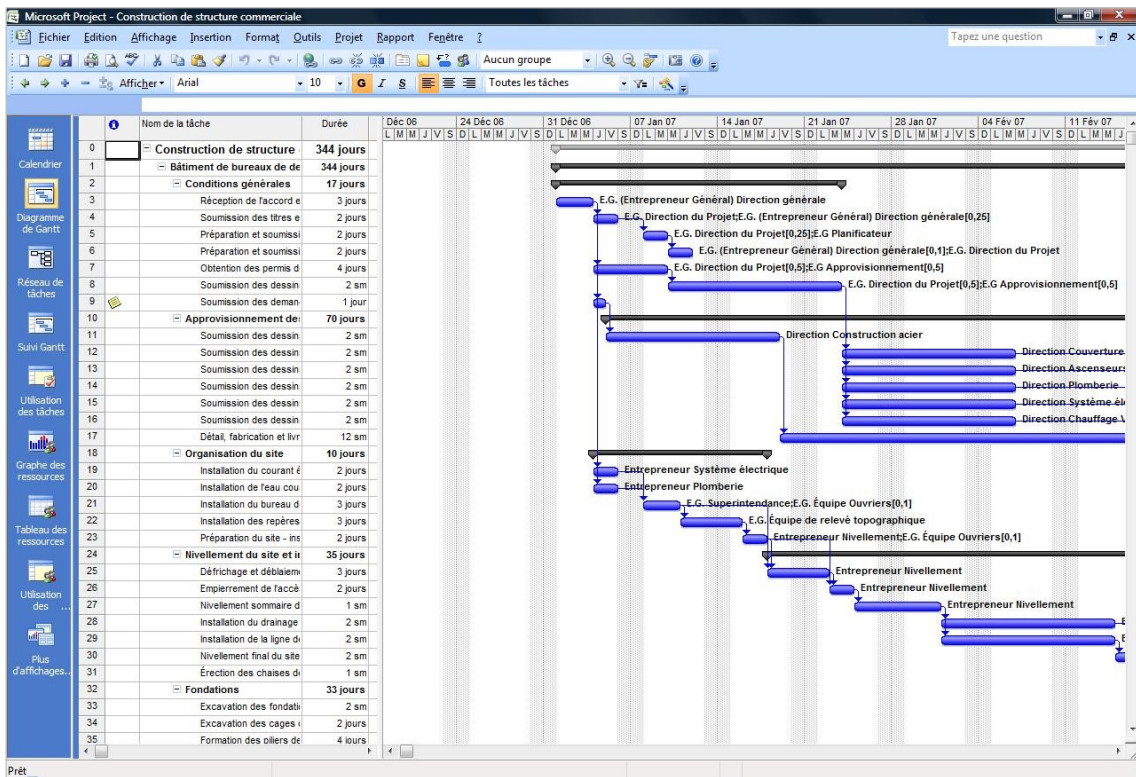 Microsoft Project - Construction de structure commerciale
Fichier Edition Affichage Insertion Format Outils Projet Rapport Fenêtre ? Tapez une question
Aucun groupe
Afficher Arial 10 G I S Toutes les tâches
Nom de la tâche Durée Déc 06 24 Déc 06 31 Déc 06 07 Jan 07 14 Jan 07 21 Jan 07 28 Jan 07 04 Fév 07 11 Fév 07
L M M J V S D L M M J V S D L M M J V S D L M M J V S D L M M J V S D L M M J V S D L M M J V S D L M M J V S D L M M J
Calendrier
Diagramme de Gantt
Réseau de tâches
Suivi Gantt
Utilisation des tâches
Graphe des ressources
Tableau des ressources
Utilisation des ...
Plus d'affichages...
0 Construction de structure 344 jours
1 Bâtiment de bureaux de de 344 jours
2 Conditions générales 17 jours
3 Réception de l'accord e 3 jours E.G. (Entrepreneur Général) Direction générale
4 Soumission des titres e 2 jours E.G. Direction du Projet;E.G. (Entrepreneur Général) Direction générale[0,25]
5 Préparation et soumissi 2 jours E.G. Direction du Projet[0,25];E.G Planificateur
6 Préparation et soumissi 2 jours E.G. (Entrepreneur Général) Direction générale[0,1];E.G. Direction du Projet
7 Obtention des permis d 4 jours E.G. Direction du Projet[0,5];E.G Approvisionnement[0,5]
8 Soumission des dessin 2 sm E.G. Direction du Projet[0,5];E.G Approvisionnement[0,5]
9 Soumission des deman 1 jour
10 Approvisionnement de 70 jours
11 Soumission des dessin 2 sm Direction Construction acier
12 Soumission des dessin 2 sm Direction Couverture
13 Soumission des dessin 2 sm Direction Ascenseurs
14 Soumission des dessin 2 sm Direction Plomberie
15 Soumission des dessin 2 sm Direction Système él
16 Soumission des dessin 2 sm Direction Chauffage V
17 Détail, fabrication et livr 12 sm
18 Organisation du site 10 jours
19 Installation du courant é 2 jours Entrepreneur Système électrique
20 Installation de l'eau cou 2 jours Entrepreneur Plomberie
21 Installation du bureau d 3 jours E.G. Superintendance;E.G. Équipe Ouvriers[0,1]
22 Installation des repères 3 jours E.G. Équipe de relevé topographique
23 Préparation du site - ins 2 jours Entrepreneur Nivellement;E.G. Équipe Ouvriers[0,1]
24 Nivellement du site et i 35 jours
25 Défrichage et déblaiem 3 jours Entrepreneur Nivellement
26 Empierrement de l'accè 2 jours Entrepreneur Nivellement
27 Nivellement sommaire d 1 sm Entrepreneur Nivellement
28 Installation du drainage 2 sm E
29 Installation de la ligne d 2 sm E
30 Nivellement final du site 2 sm
31 Érection des chaises d 1 sm
32 Fondations 33 jours
33 Excavation des fondati 2 sm
34 Excavation des cages 2 jours
35 Formation des piliers de 4 jours
Prêt